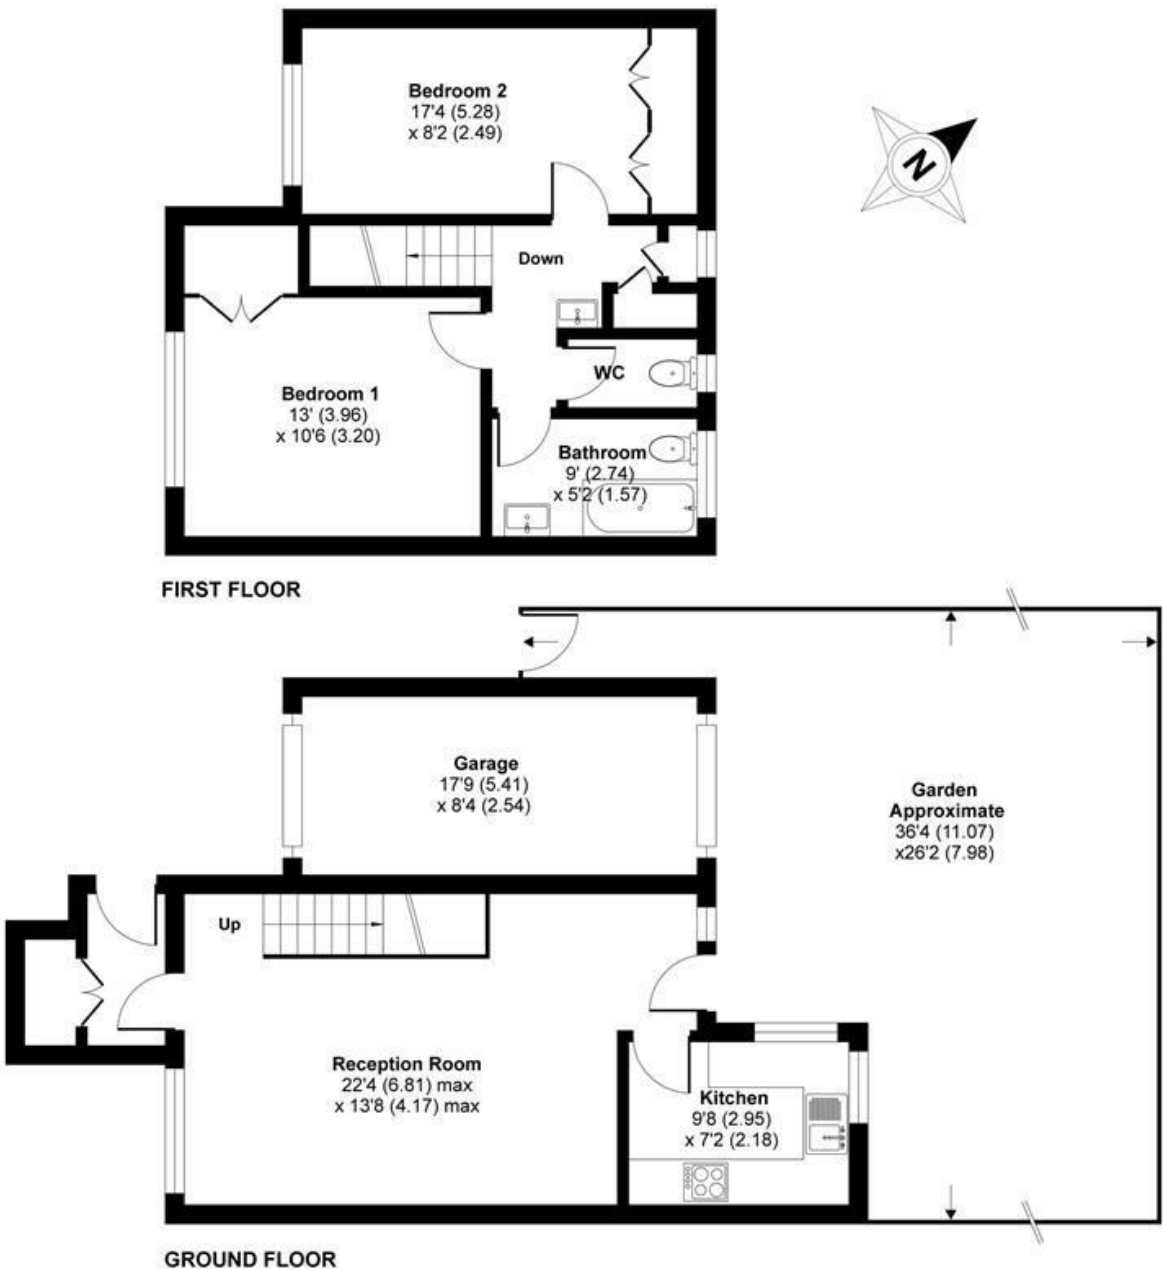 Bedroom 2
17'4 (5.28)
x 8'2 (2.49)
N
Down
Bedroom 1
13' (3.96)
x 10'6 (3.20)
WC
Bathroom
9' (2.74)
x 5'2 (1.57)
FIRST FLOOR
Garage
17'9 (5.41)
x 8'4 (2.54)
Garden
Approximate
36'4 (11.07)
x26'2 (7.98)
Up
Reception Room
22'4 (6.81) max
x 13'8 (4.17) max
Kitchen
9'8 (2.95)
x 7'2 (2.18)
GROUND FLOOR